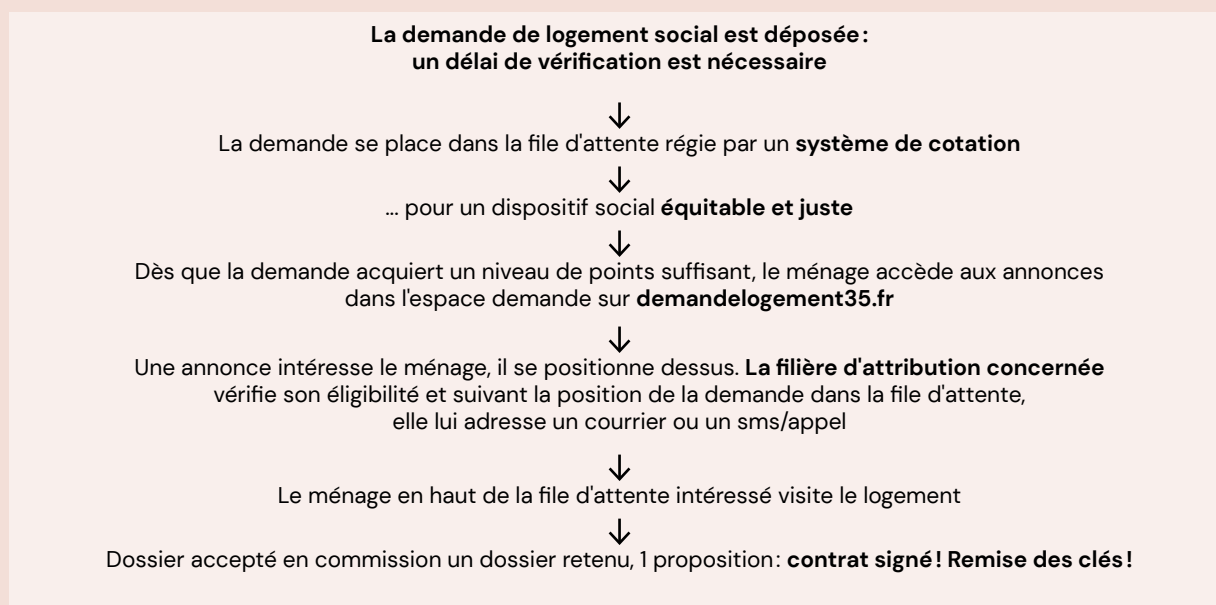 La demande de logement social est déposée :
un délai de vérification est nécessaire
La demande se place dans la file d'attente régie par un système de cotation
... pour un dispositif social équitable et juste
Dès que la demande acquiert un niveau de points suffisant, le ménage accède aux annonces
dans l'espace demande sur demandelogement35.fr
Une annonce intéresse le ménage, il se positionne dessus. La filière d'attribution concernée
vérifie son éligibilité et suivant la position de la demande dans la file d'attente,
elle lui adresse un courrier ou un sms/appel
Le ménage en haut de la file d'attente intéressé visite le logement
Dossier accepté en commission un dossier retenu, 1 proposition : contrat signé ! Remise des clés !